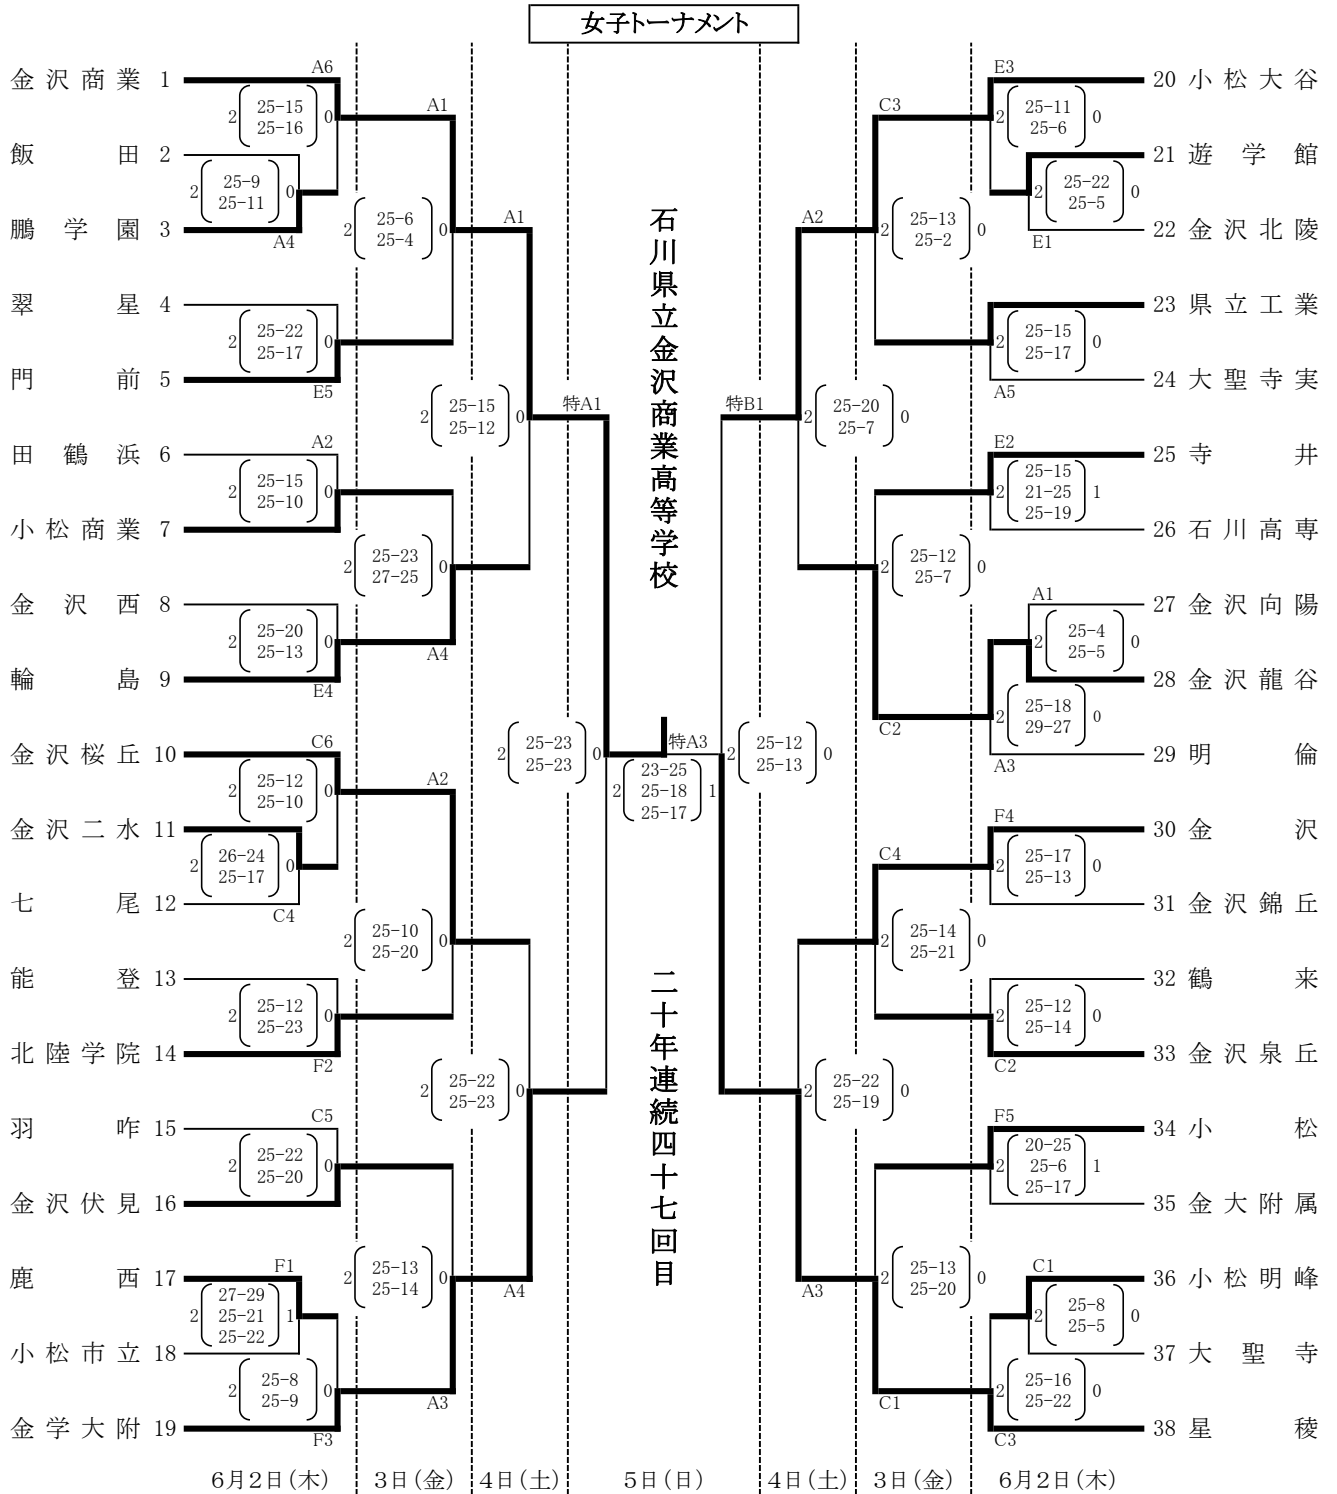 女子トーナメント
金沢商業 1
飯田 2
鵬学園 3
翠星 4
門前 5
田鶴浜 6
小松商業 7
金沢西 8
輪島 9
金沢桜丘 10
金沢二水 11
七尾 12
能登 13
北陸学院 14
羽咋 15
金沢伏見 16
鹿西 17
小松市立 18
金学大附 19
A6
2 25-15 0
25-16
2 25-9 0
25-11
A4
2 25-22 0
25-17
E5
A2
2 25-15 0
25-10
2 25-20 0
25-13
E4
C6
2 25-12 0
25-10
2 26-24 0
25-17
C4
2 25-12 0
25-23
F2
C5
2 25-22 0
25-20
F1
27-29
2 25-21 1
25-22
2 25-8 0
25-9
F3
A1
2 25-6 0
25-4
2 25-23 0
27-25
A4
A2
2 25-10 0
25-20
2 25-13 0
25-14
A3
A1
2 25-15 0
25-12
2 25-22 0
25-23
A4
特A1
2 25-23 0
25-23
石川県立金沢商業高等学校
二十年連続四十七回目
特A3
23-25
2 25-18 1
25-17
特B1
2 25-12 0
25-13
A2
2 25-20 0
25-7
2 25-22 0
25-19
A3
C3
2 25-13 0
25-2
2 25-12 0
25-7
C2
C4
2 25-14 0
25-21
2 25-13 0
25-20
C1
E3
2 25-11 0
25-6
2 25-22 0
25-5
E1
2 25-15 0
25-17
A5
E2
25-15
2 21-25 1
25-19
A1
2 25-4 0
25-5
2 25-18 0
29-27
A3
F4
2 25-17 0
25-13
2 25-12 0
25-14
C2
F5
20-25
2 25-6 1
25-17
C1
2 25-8 0
25-5
2 25-16 0
25-22
C3
20 小松大谷
21 遊学館
22 金沢北陵
23 県立工業
24 大聖寺実
25 寺井
26 石川高専
27 金沢向陽
28 金沢龍谷
29 明倫
30 金沢
31 金沢錦丘
32 鶴来
33 金沢泉丘
34 小松
35 金大附属
36 小松明峰
37 大聖寺
38 星稜
6月2日(木) 3日(金) 4日(土) 5日(日) 4日(土) 3日(金) 6月2日(木)